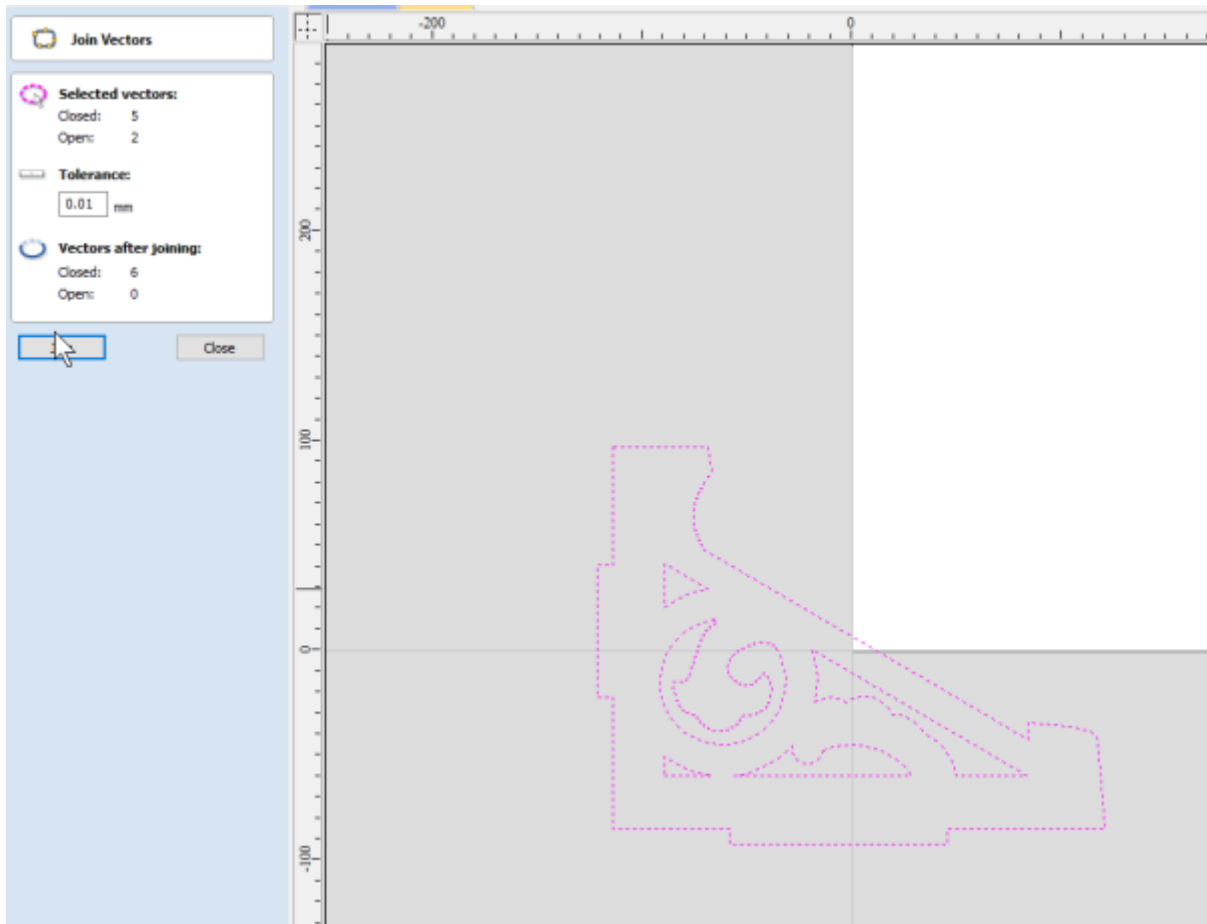 Join Vectors
Selected vectors:
Closed: 5
Open: 2
Tolerance:
0.01 mm
Vectors after joining:
Closed: 6
Open: 0
Close
-200 0
200
100
0
-100